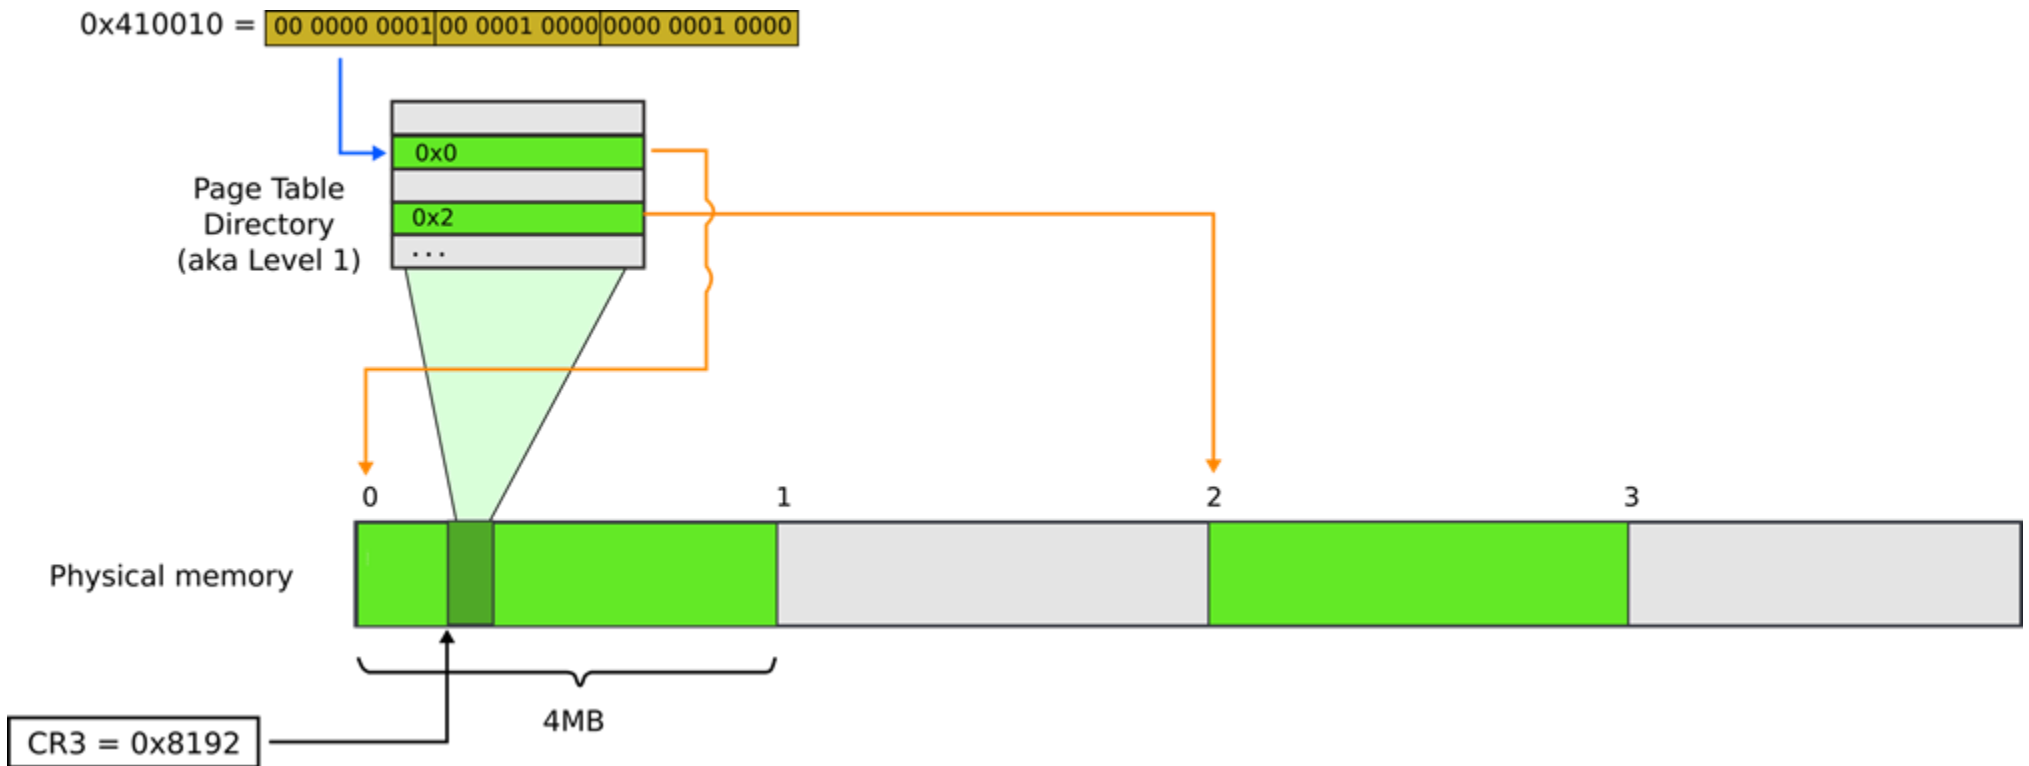 0x410010 = 00 0000 0001 00 0001 0000 0000 0001 0000
0x0
Page Table
Directory
(aka Level 1)
0x2
...
0
1
2
3
Physical memory
4MB
CR3 = 0x8192